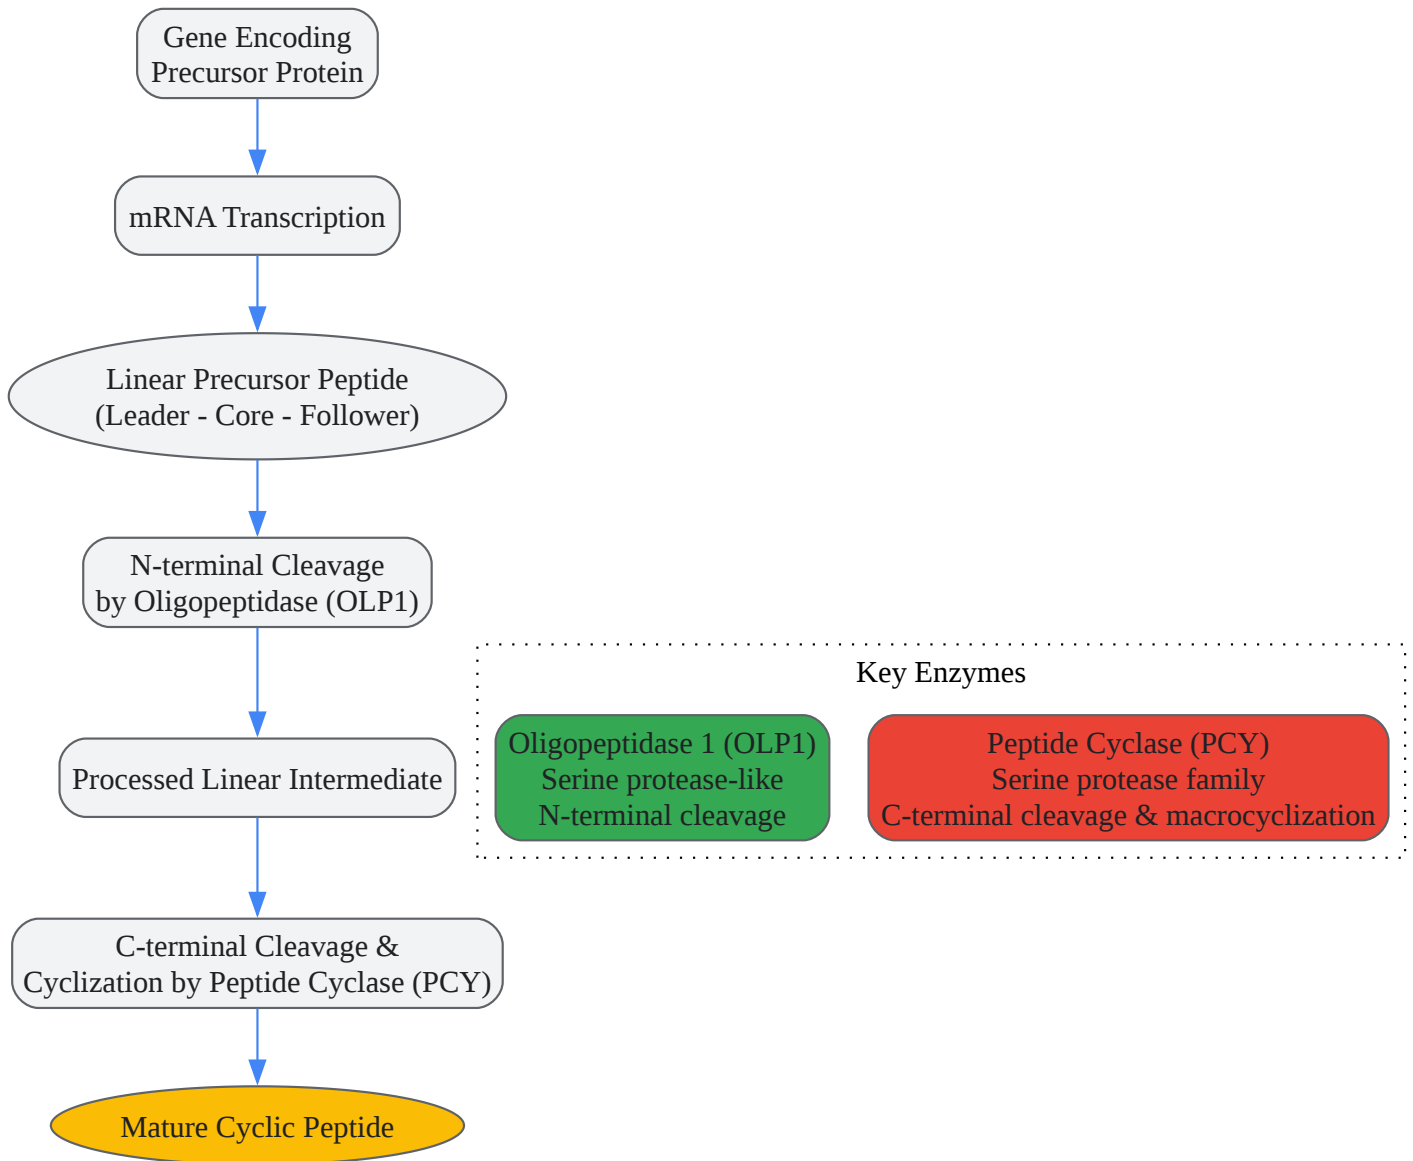 Gene Encoding
Precursor Protein
mRNA Transcription
Linear Precursor Peptide
(Leader - Core - Follower)
N-terminal Cleavage
by Oligopeptidase (OLP1)
Key Enzymes
Oligopeptidase 1 (OLP1)
Serine protease-like
N-terminal cleavage
Peptide Cyclase (PCY)
Serine protease family
C-terminal cleavage & macrocyclization
Processed Linear Intermediate
C-terminal Cleavage &
Cyclization by Peptide Cyclase (PCY)
Mature Cyclic Peptide